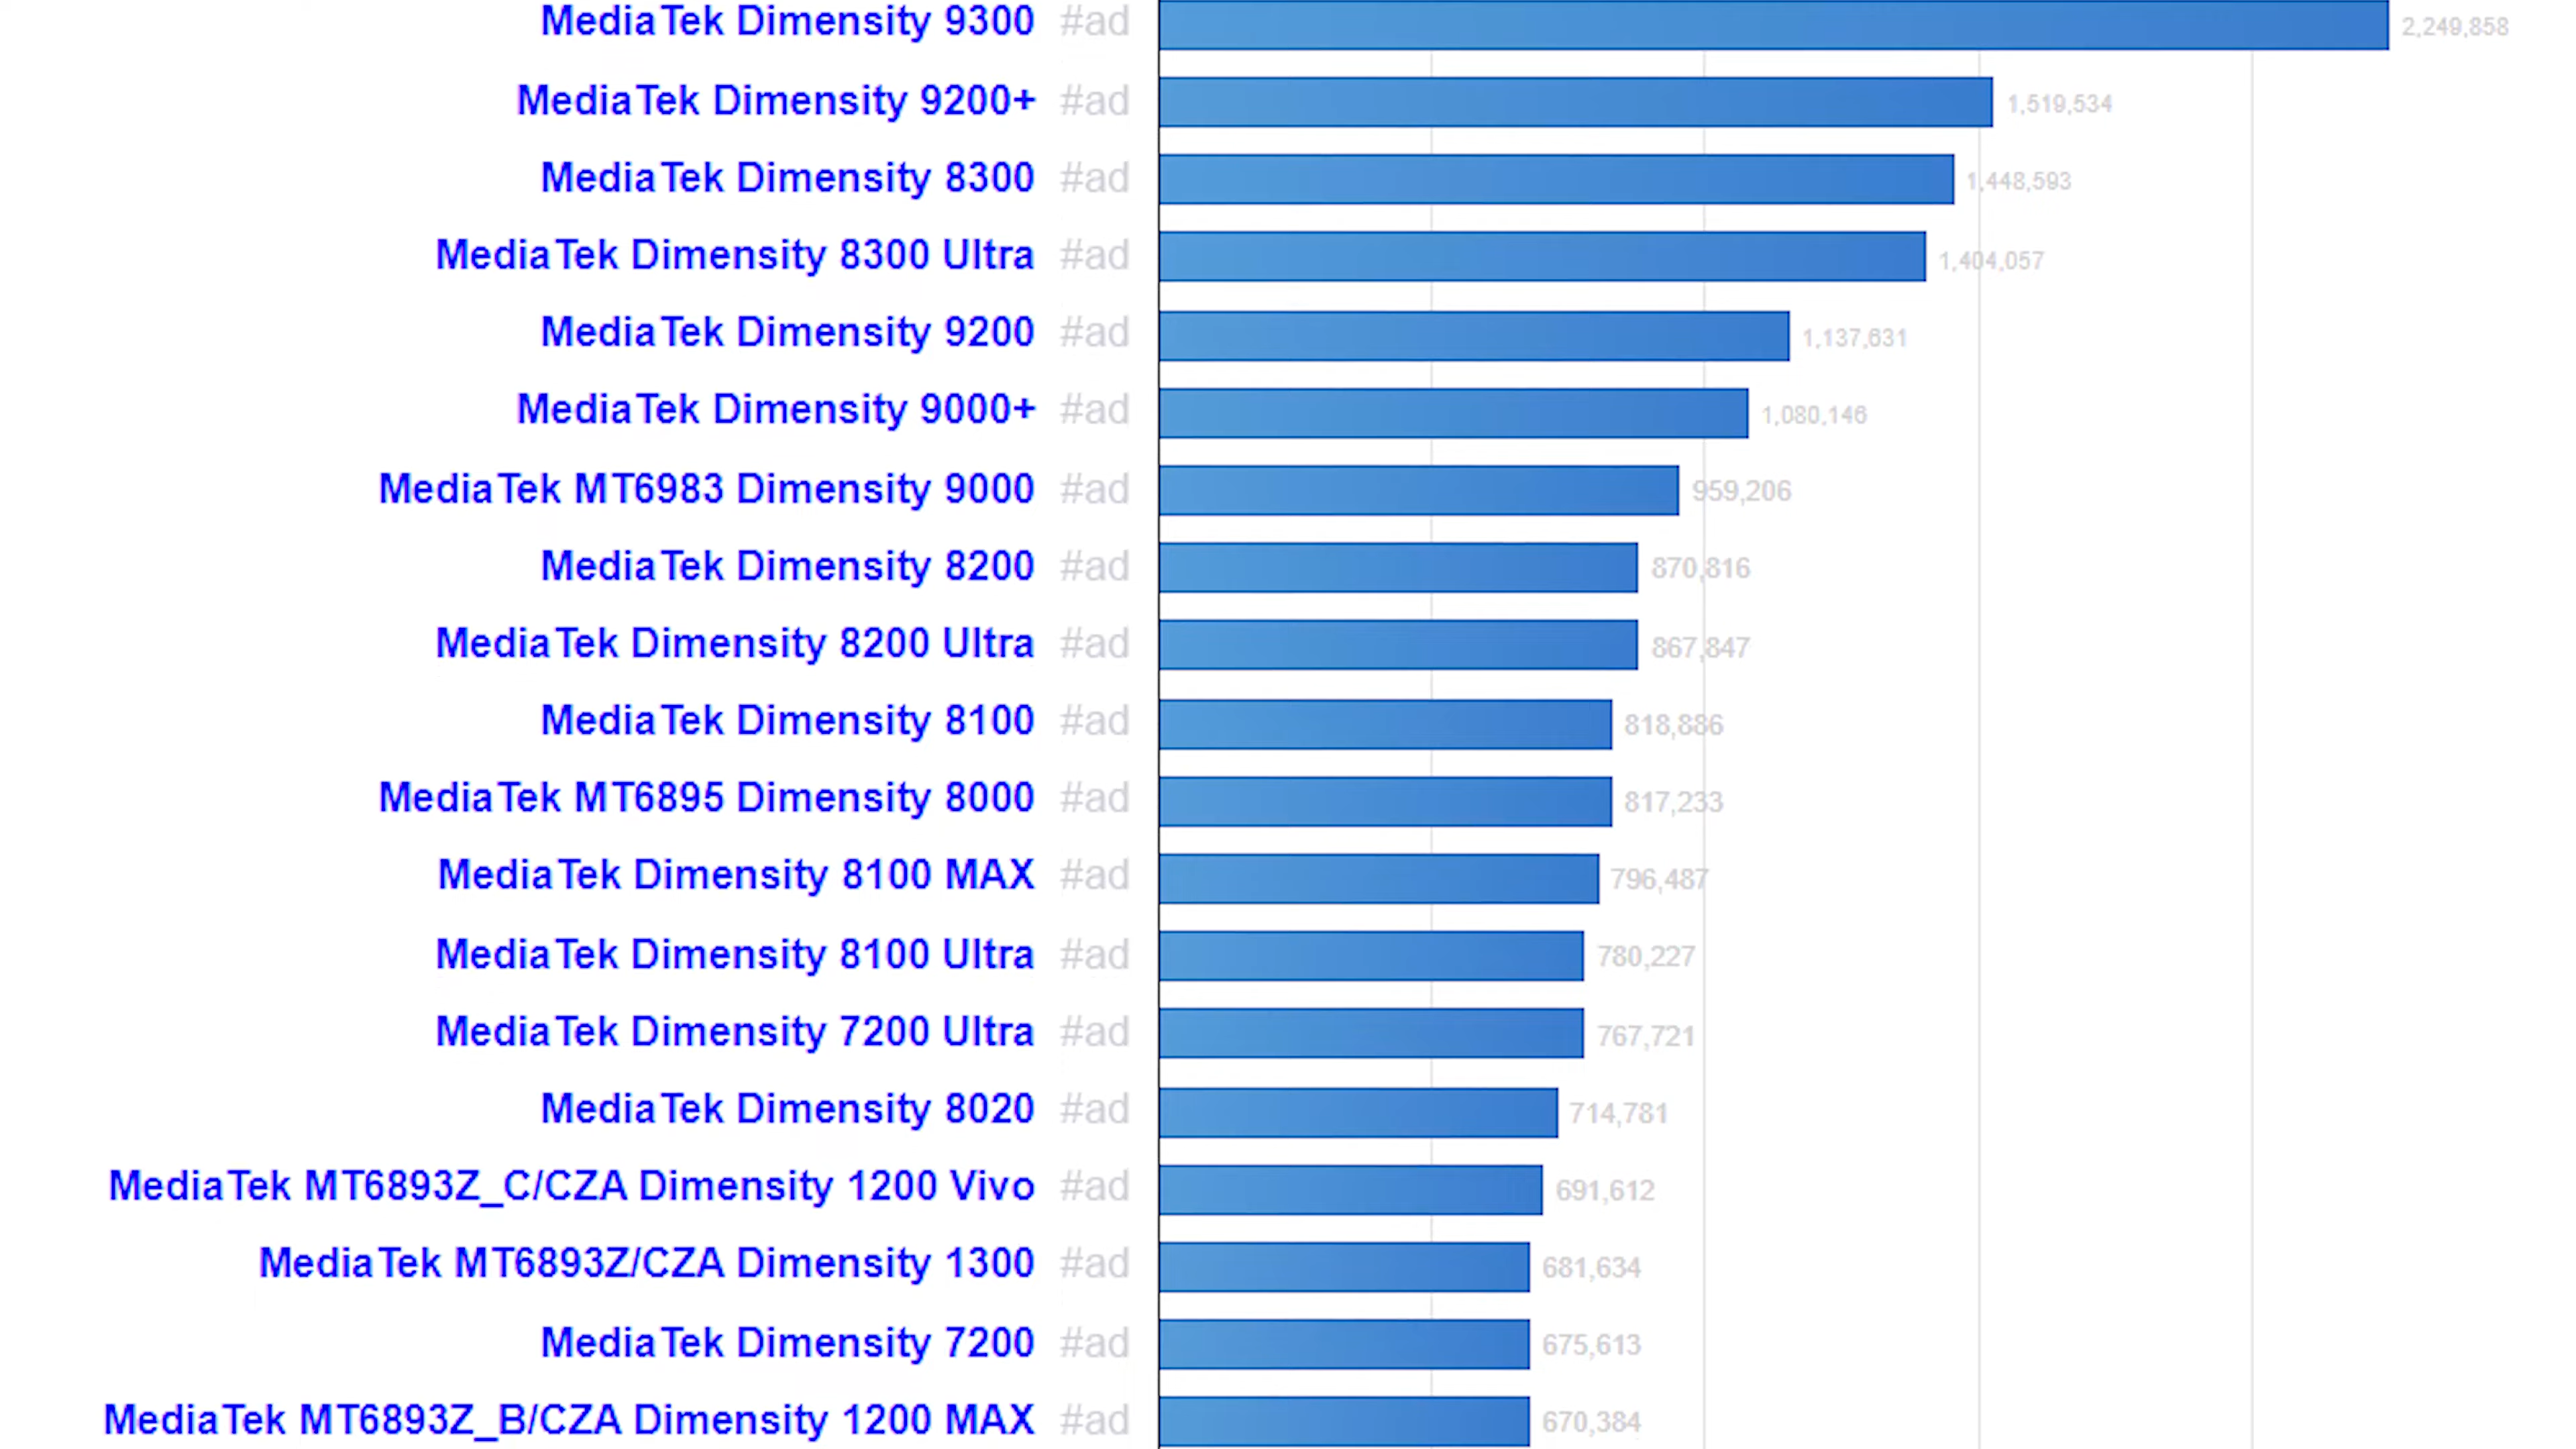 MediaTek Dimensity 9300 #ad 2,249,858
MediaTek Dimensity 9200+ #ad 1,519,534
MediaTek Dimensity 8300 #ad 1,448,593
MediaTek Dimensity 8300 Ultra #ad 1,404,057
MediaTek Dimensity 9200 #ad 1,137,631
MediaTek Dimensity 9000+ #ad 1,080,146
MediaTek MT6983 Dimensity 9000 #ad 959,206
MediaTek Dimensity 8200 #ad 870,816
MediaTek Dimensity 8200 Ultra #ad 867,847
MediaTek Dimensity 8100 #ad 818,886
MediaTek MT6895 Dimensity 8000 #ad 817,233
MediaTek Dimensity 8100 MAX #ad 796,487
MediaTek Dimensity 8100 Ultra #ad 780,227
MediaTek Dimensity 7200 Ultra #ad 767,721
MediaTek Dimensity 8020 #ad 714,781
MediaTek MT6893Z_C/CZA Dimensity 1200 Vivo #ad 691,612
MediaTek MT6893Z/CZA Dimensity 1300 #ad 681,634
MediaTek Dimensity 7200 #ad 675,613
MediaTek MT6893Z_B/CZA Dimensity 1200 MAX #ad 670,384